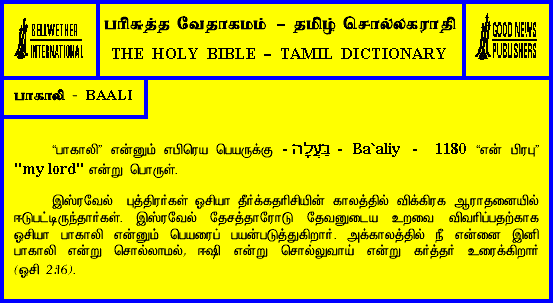 BELLWETHER
INTERNATIONAL
பரிசுத்த வேதாகமம் – தமிழ் சொல்லகராதி
THE HOLY BIBLE – TAMIL DICTIONARY
GOOD NEWS
PUBLISHERS
பாகாலி - BAALI
“பாகாலி” என்னும் எபிரெய பெயருக்கு - בַּעֲלָה - Ba`aliy - 1180 “என் பிரபு”
"my lord" என்று பொருள்.
இஸ்ரவேல் புத்திரர்கள் ஓசியா தீர்க்கதரிசியின் காலத்தில் விக்கிரக ஆராதனையில்
ஈடுபட்டிருந்தார்கள். இஸ்ரவேல் தேசத்தாரோடு தேவனுடைய உறவை விவரிப்பதற்காக
ஓசியா பாகாலி என்னும் பெயரைப் பயன்படுத்துகிறார். அக்காலத்தில் நீ என்னை இனி
பாகாலி என்று சொல்லாமல், ஈஷி என்று சொல்லுவாய் என்று கர்த்தர் உரைக்கிறார்
(ஓசி 2:16).